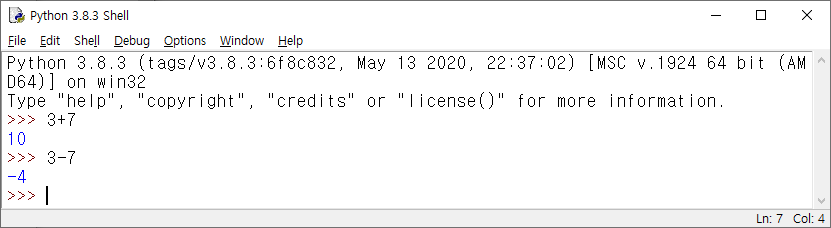 Python 3.8.3 Shell
File Edit Shell Debug Options Window Help
Python 3.8.3 (tags/v3.8.3:6f8c832, May 13 2020, 22:37:02) [MSC v.1924 64 bit (AM
D64)] on win32
Type "help", "copyright", "credits" or "license()" for more information.
>>> 3+7
10
>>> 3-7
-4
>>>
Ln: 7 Col: 4